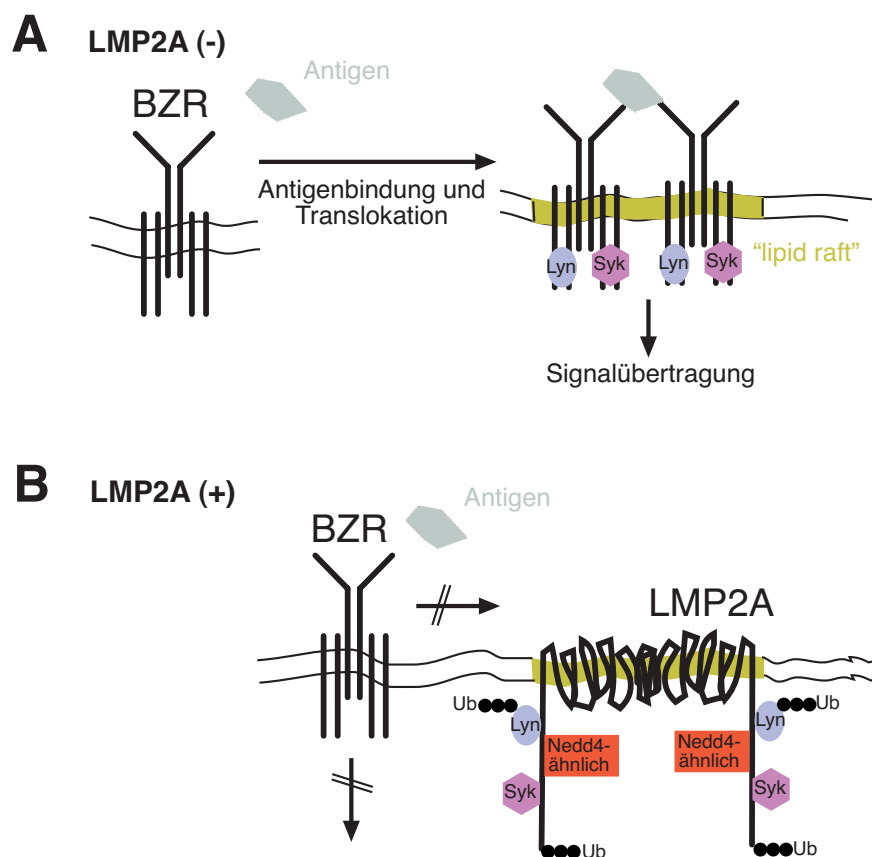 A
LMP2A (-)
Antigen
BZR
Antigenbindung und
Translokation
Lyn
Syk
Lyn
Syk
"lipid raft"
Signalübertragung
B
LMP2A (+)
Antigen
BZR
LMP2A
Ub
Lyn
Nedd4-
ähnlich
Syk
Ub
Nedd4-
ähnlich
Lyn
Ub
Syk
Ub